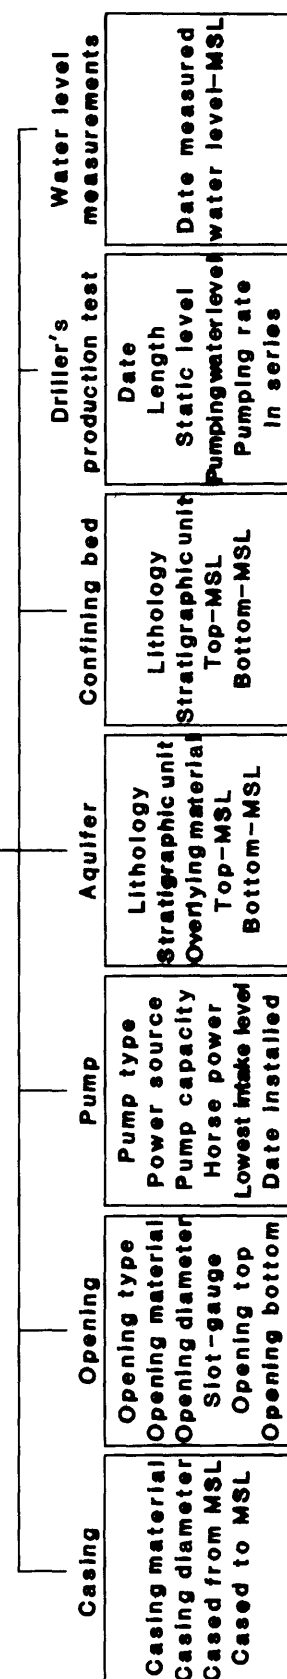 Casing
Casing material
Casing diameter
Cased from MSL
Cased to MSL
Opening
Opening type
Opening material
Opening diameter
Slot-gauge
Opening top
Opening bottom
Pump
Pump type
Power source
Pump capacity
Horse power
Lowest intake level
Date installed
Aquifer
Lithology
Stratigraphic unit
Overlying material
Top-MSL
Bottom-MSL
Confining bed
Lithology
Stratigraphic unit
Top-MSL
Bottom-MSL
Driller's
production test
Date
Length
Static level
Pumping water level
Pumping rate
In series
Water level
measurements
Date measured
water level-MSL